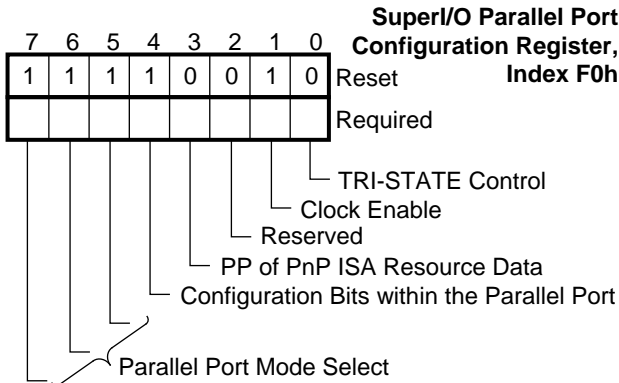 SuperI/O Parallel Port
Configuration Register,
Index F0h
7 6 5 4 3 2 1 0
1 1 1 1 0 0 1 0 Reset
Required
TRI-STATE Control
Clock Enable
Reserved
PP of PnP ISA Resource Data
Configuration Bits within the Parallel Port
Parallel Port Mode Select